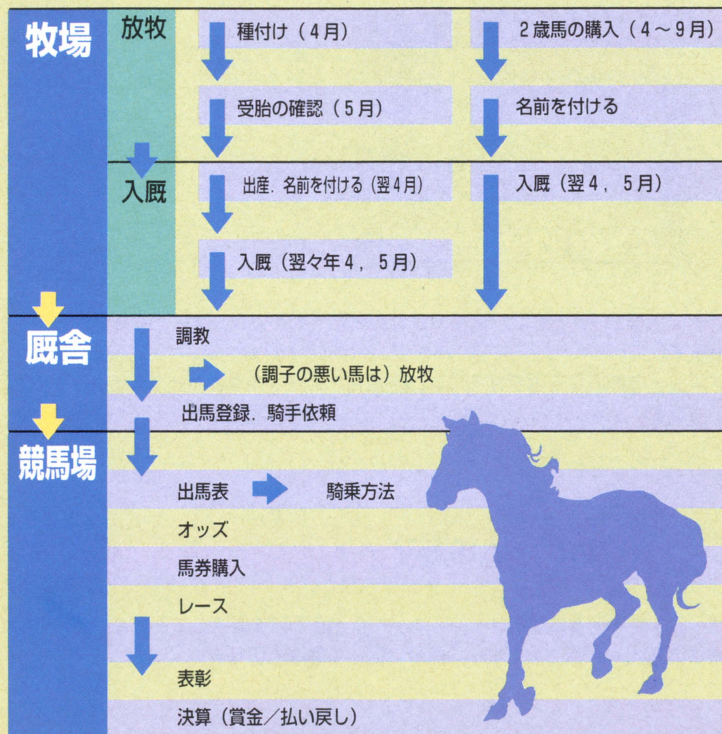 牧場
放牧
種付け（4月）
2歳馬の購入（4～9月）
受胎の確認（5月）
名前を付ける
入厩
出産．名前を付ける（翌4月）
入厩（翌4，5月）
入厩（翌々年4，5月）
厩舎
調教
（調子の悪い馬は）放牧
出馬登録．騎手依頼
競馬場
出馬表
騎乗方法
オッズ
馬券購入
レース
表彰
決算（賞金／払い戻し）